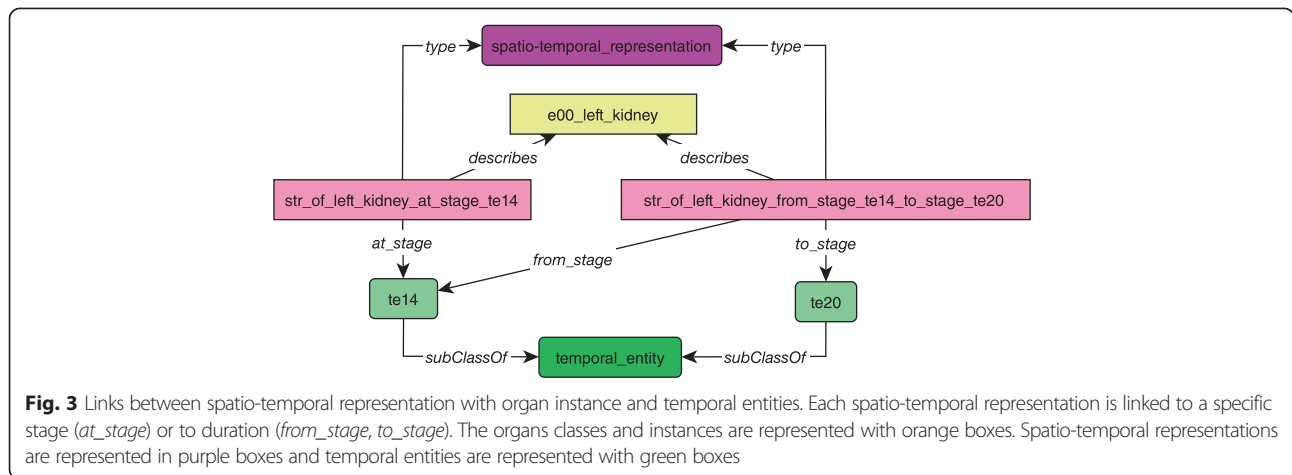 type
spatio-temporal_representation
type
e00_left_kidney
describes
describes
str_of_left_kidney_at_stage_te14
str_of_left_kidney_from_stage_te14_to_stage_te20
at_stage
from_stage
to_stage
te14
te20
subClassOf
temporal_entity
subClassOf
Fig. 3 Links between spatio-temporal representation with organ instance and temporal entities. Each spatio-temporal representation is linked to a specific
stage (at_stage) or to duration (from_stage, to_stage). The organs classes and instances are represented with orange boxes. Spatio-temporal representations
are represented in purple boxes and temporal entities are represented with green boxes